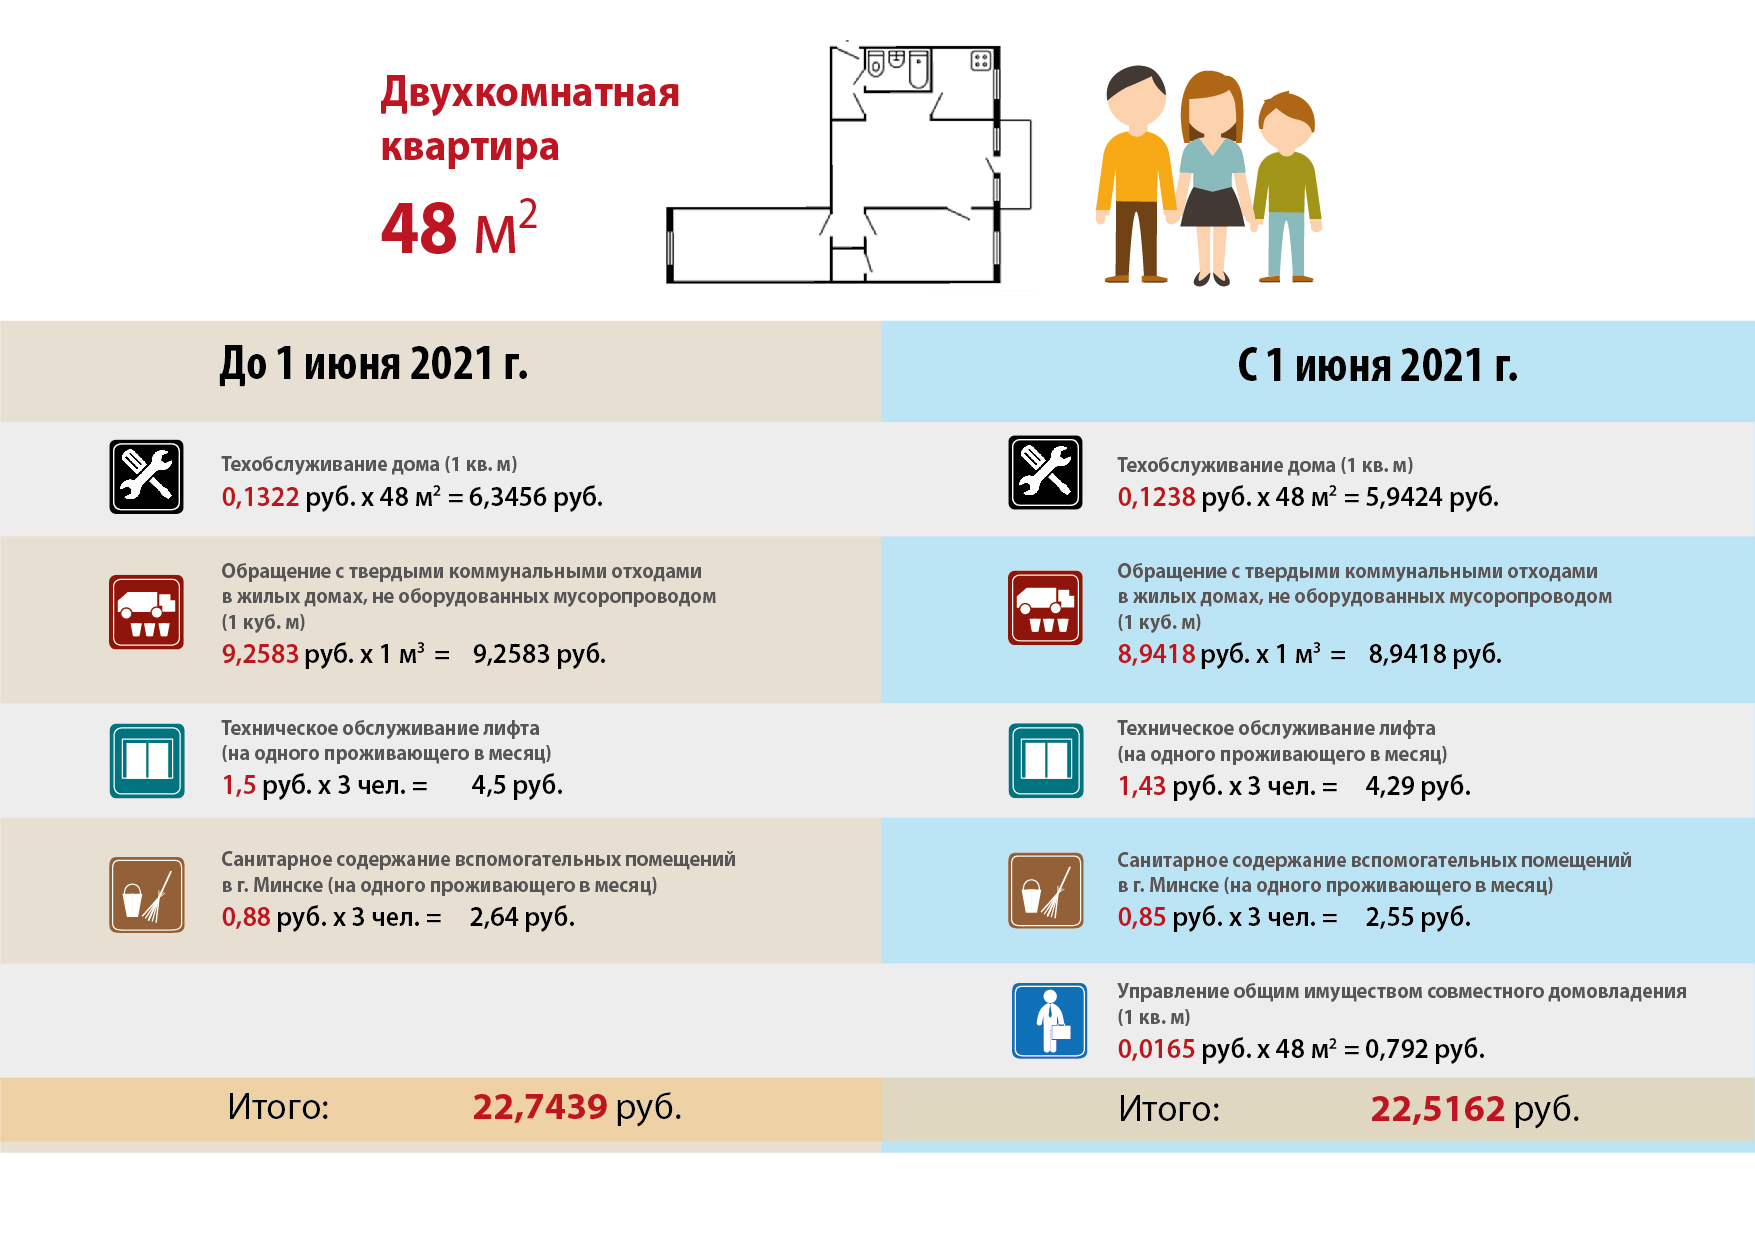 Двухкомнатная
квартира
48 м²
До 1 июня 2021 г.
Техобслуживание дома (1 кв. м)
0,1322 руб. х 48 м² = 6,3456 руб.
Обращение с твердыми коммунальными отходами
в жилых домах, не оборудованных мусоропроводом
(1 куб. м)
9,2583 руб. х 1 м³ = 9,2583 руб.
Техническое обслуживание лифта
(на одного проживающего в месяц)
1,5 руб. х 3 чел. = 4,5 руб.
Санитарное содержание вспомогательных помещений
в г. Минске (на одного проживающего в месяц)
0,88 руб. х 3 чел. = 2,64 руб.
Итого: 22,7439 руб.
С 1 июня 2021 г.
Техобслуживание дома (1 кв. м)
0,1238 руб. х 48 м² = 5,9424 руб.
Обращение с твердыми коммунальными отходами
в жилых домах, не оборудованных мусоропроводом
(1 куб. м)
8,9418 руб. х 1 м³ = 8,9418 руб.
Техническое обслуживание лифта
(на одного проживающего в месяц)
1,43 руб. х 3 чел. = 4,29 руб.
Санитарное содержание вспомогательных помещений
в г. Минске (на одного проживающего в месяц)
0,85 руб. х 3 чел. = 2,55 руб.
Управление общим имуществом совместного домовладения
(1 кв. м)
0,0165 руб. х 48 м² = 0,792 руб.
Итого: 22,5162 руб.